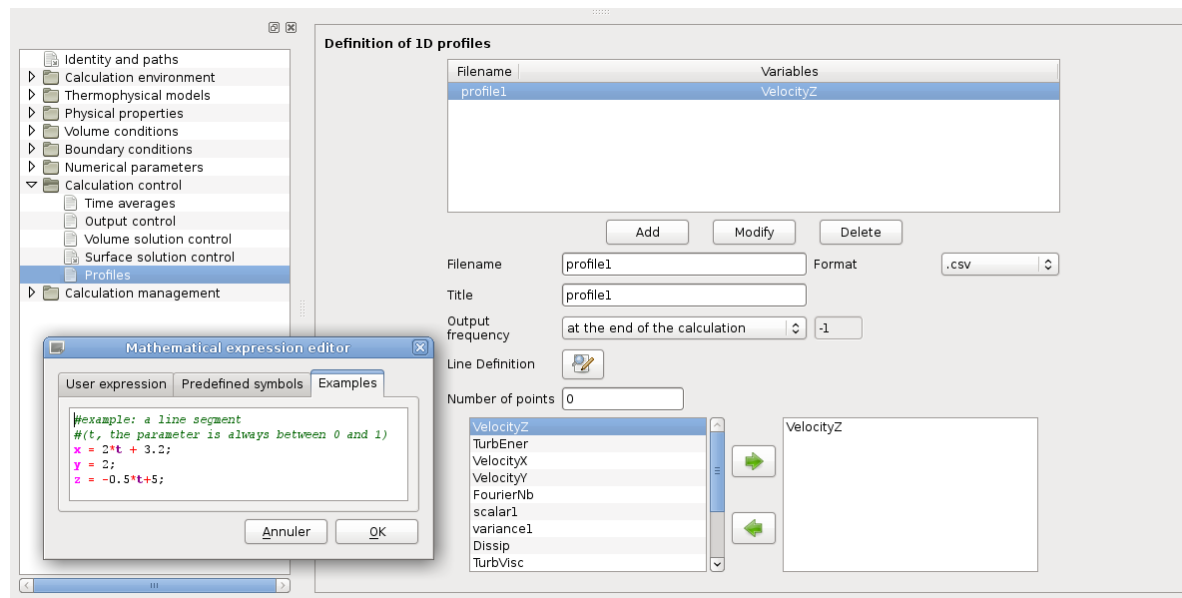 Identity and paths
Calculation environment
Thermophysical models
Physical properties
Volume conditions
Boundary conditions
Numerical parameters
Calculation control
Time averages
Output control
Volume solution control
Surface solution control
Profiles
Calculation management
Mathematical expression editor
User expression Predefined symbols Examples
#example: a line segment
#(t, the parameter is always between 0 and 1)
x = 2*t + 3.2;
y = 2;
z = -0.5*t+5;
Annuler OK
Definition of 1D profiles
Filename Variables
profile1 VelocityZ
Add Modify Delete
Filename profile1 Format .csv
Title profile1
Output
frequency at the end of the calculation -1
Line Definition
Number of points 0
VelocityZ
TurbEner
VelocityX
VelocityY
FourierNb
scalar1
variance1
Dissip
TurbVisc
VelocityZ